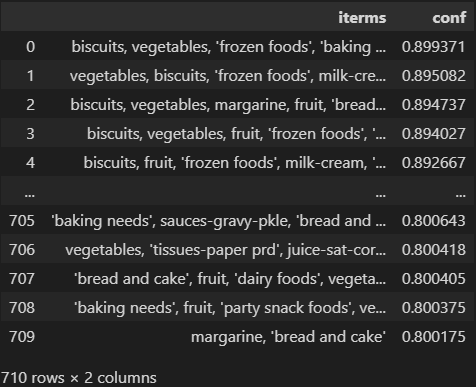 iterms conf
0 biscuits, vegetables, 'frozen foods', 'baking ... 0.899371
1 vegetables, biscuits, 'frozen foods', milk-cre... 0.895082
2 biscuits, vegetables, margarine, fruit, 'bread... 0.894737
3 biscuits, vegetables, fruit, 'frozen foods', '... 0.894027
4 biscuits, fruit, 'frozen foods', milk-cream, '... 0.892667
... ... ...
705 'baking needs', sauces-gravy-pkle, 'bread and ... 0.800643
706 vegetables, 'tissues-paper prd', juice-sat-cor... 0.800418
707 'bread and cake', fruit, 'dairy foods', vegeta... 0.800405
708 'baking needs', fruit, 'party snack foods', ve... 0.800375
709 margarine, 'bread and cake' 0.800175
710 rows × 2 columns